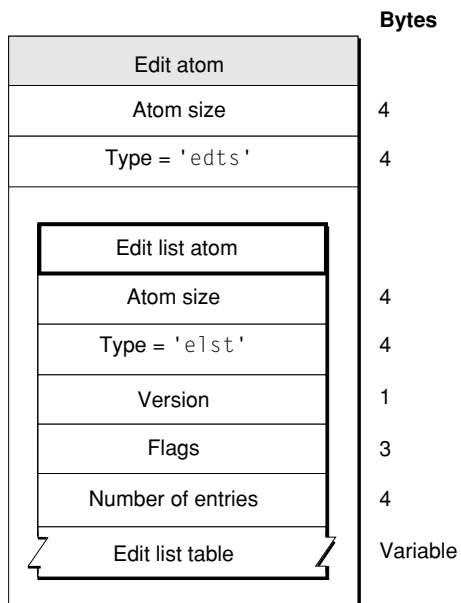 Bytes
Edit atom
Atom size 4
Type = 'edts' 4
Edit list atom
Atom size 4
Type = 'elst' 4
Version 1
Flags 3
Number of entries 4
Edit list table Variable